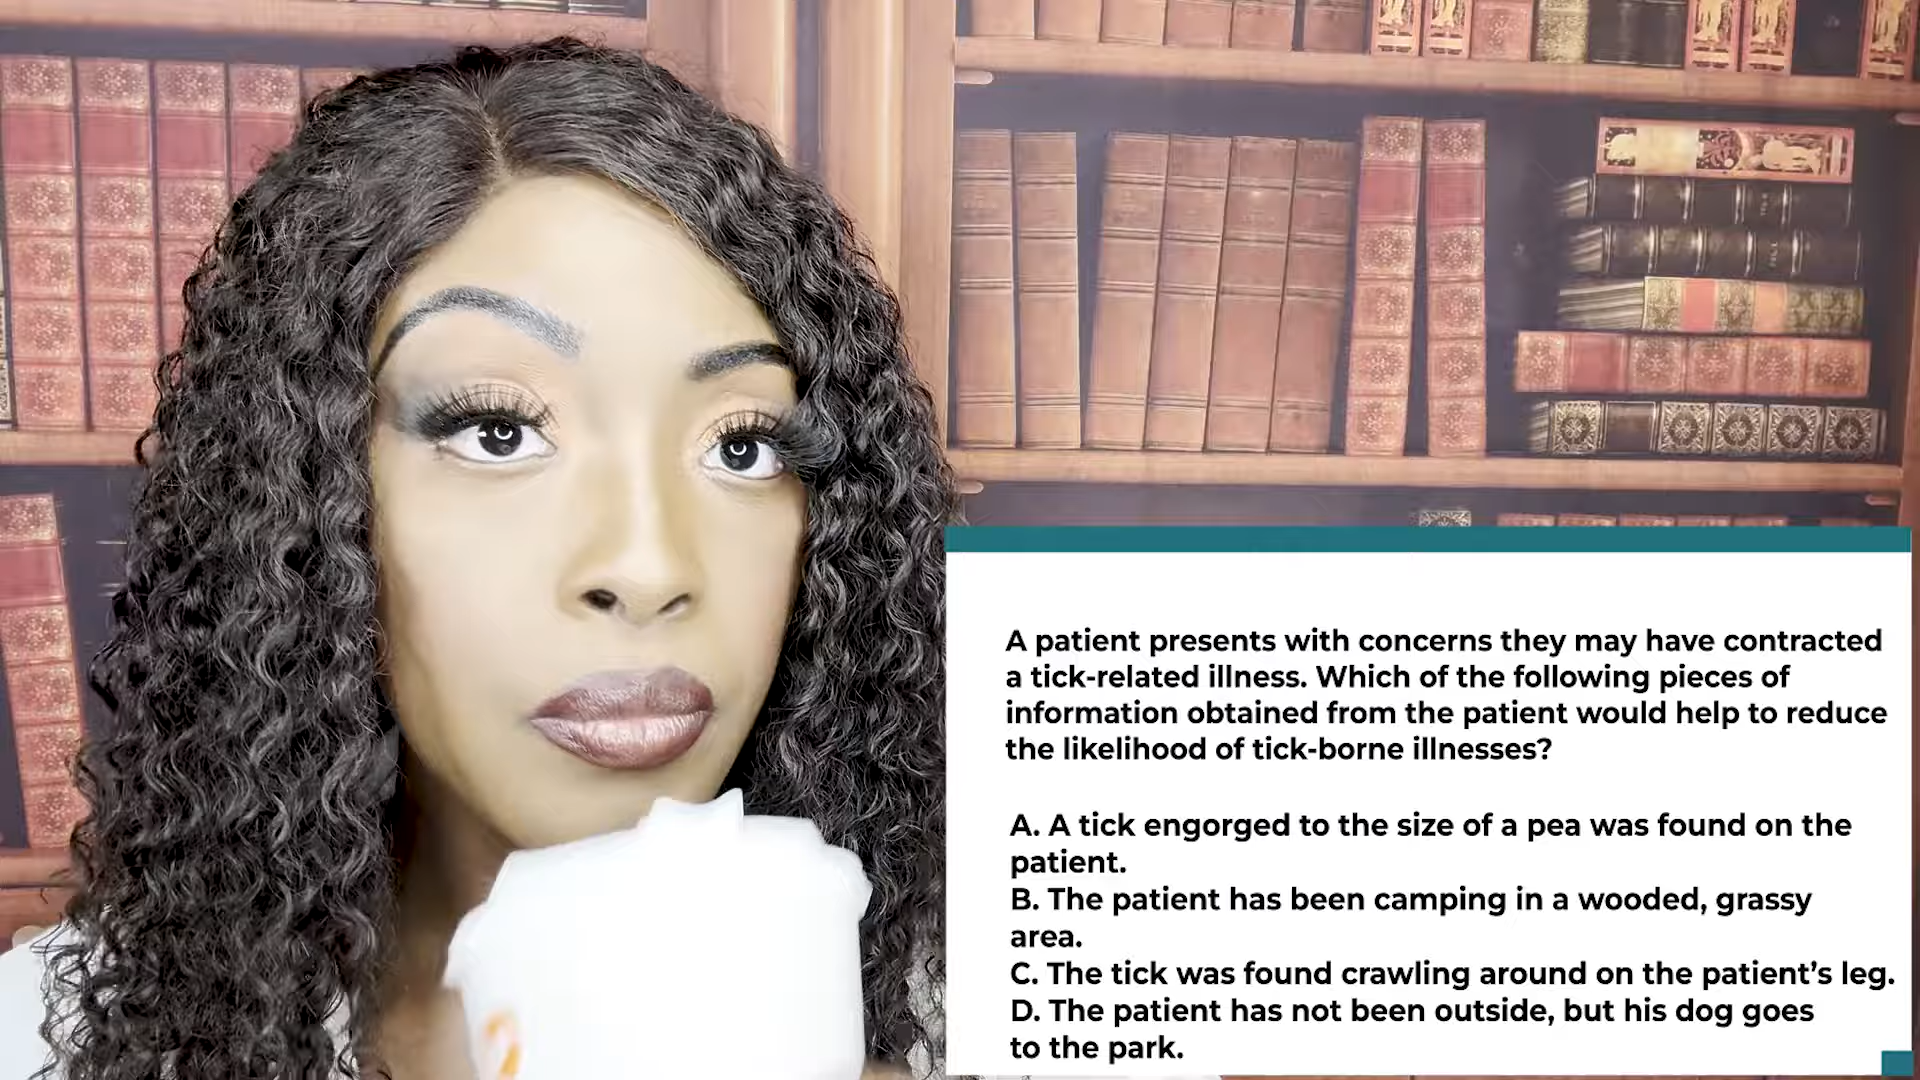 A patient presents with concerns they may have contracted
a tick-related illness. Which of the following pieces of
information obtained from the patient would help to reduce
the likelihood of tick-borne illnesses?
A. A tick engorged to the size of a pea was found on the
patient.
B. The patient has been camping in a wooded, grassy
area.
C. The tick was found crawling around on the patient’s leg.
D. The patient has not been outside, but his dog goes
to the park.